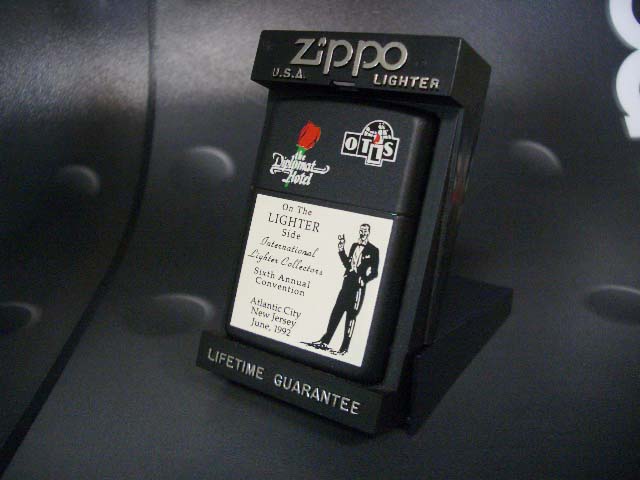 Zippo
U.S.A. LIGHTER
The
Diplomat
Hotel
OTLS
On The
LIGHTER
Side
International
Lighter Collectors
Sixth Annual
Convention
Atlantic City
New Jersey
June, 1992
LIFETIME GUARANTEE